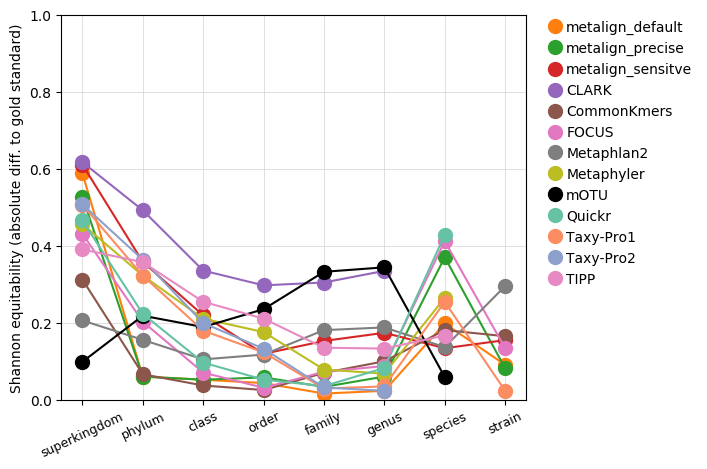 Shannon equitability (absolute diff. to gold standard)
1.0
0.8
0.6
0.4
0.2
0.0
superkingdom
phylum
class
order
family
genus
species
strain
metalign_default
metalign_precise
metalign_sensitve
CLARK
CommonKmers
FOCUS
Metaphlan2
Metaphyler
mOTU
Quickr
Taxy-Pro1
Taxy-Pro2
TIPP